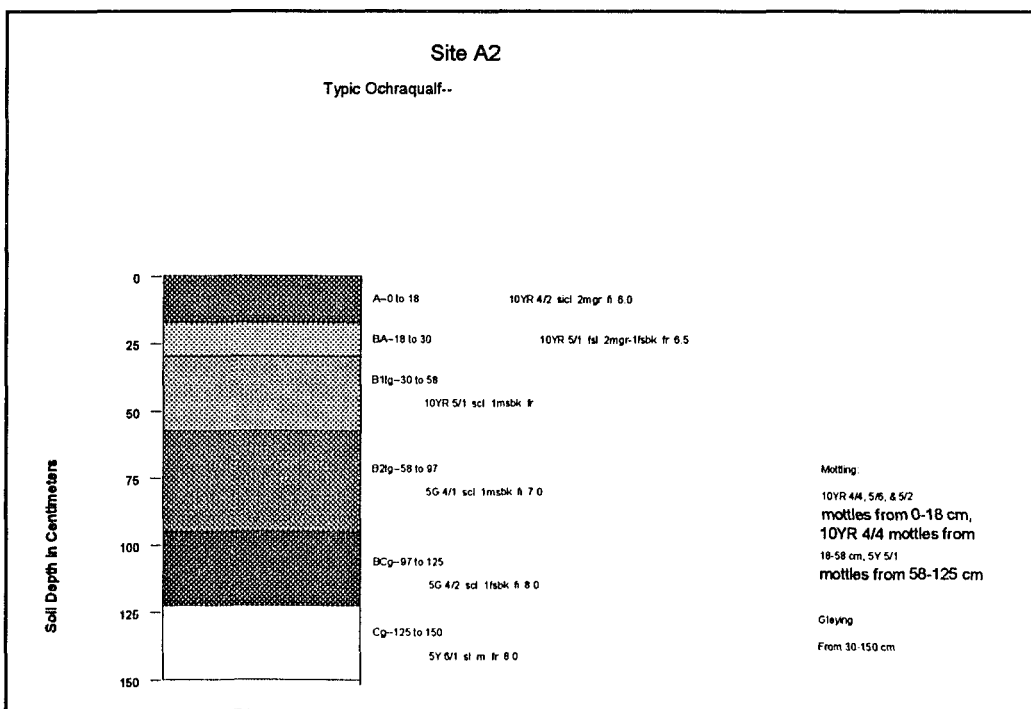 Site A2
Typic Ochraqualf--
Soil Depth in Centimeters
0
25
50
75
100
125
150
A--0 to 18 10YR 4/2 sicl 2mgr fi 6.0
BA--18 to 30 10YR 5/1 fsl 2mgr-1fsbk fr 6.5
B1tg--30 to 58
10YR 5/1 scl 1msbk fr
B2tg--58 to 97
5G 4/1 scl 1msbk fi 7.0
BCg--97 to 125
5G 4/2 scl 1fsbk fi 8.0
Cg--125 to 150
5Y 6/1 sl m fr 8.0
Mottling:
10YR 4/4, 5/6, & 5/2
mottles from 0-18 cm,
10YR 4/4 mottles from
18-58 cm, 5Y 5/1
mottles from 58-125 cm
Gleying
From 30-150 cm